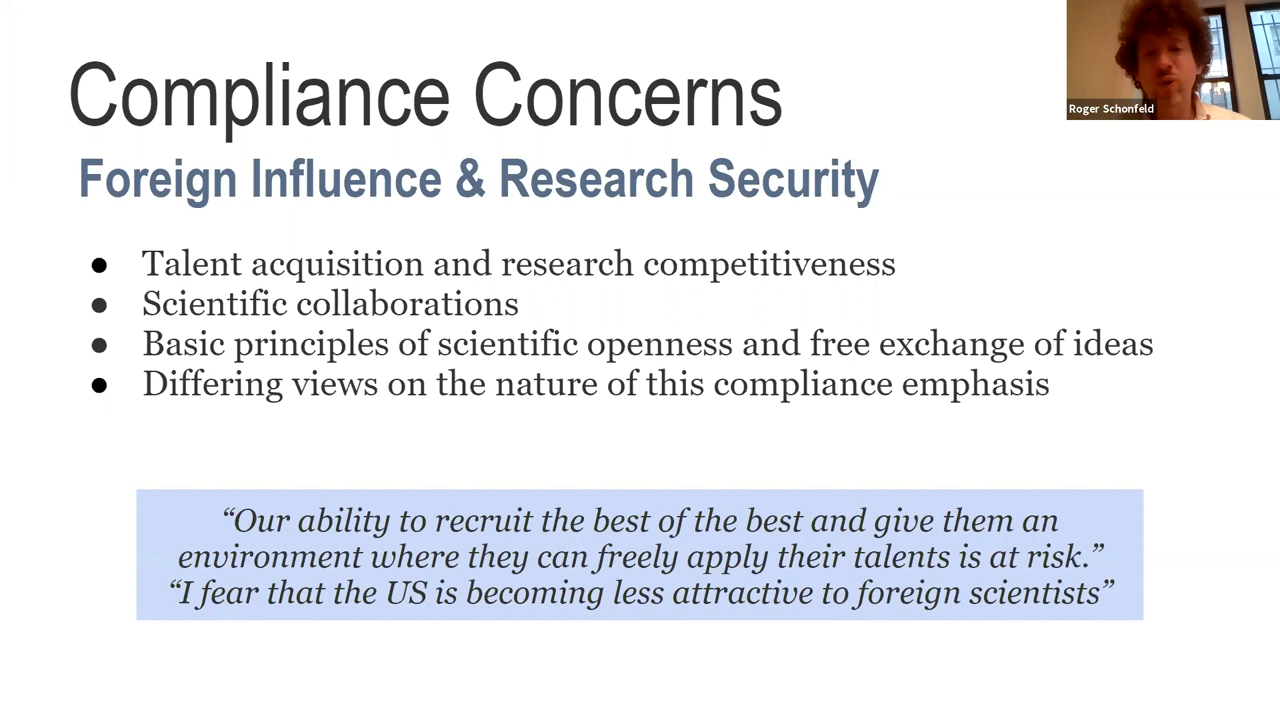 Compliance Concerns
Roger Schonfeld
Foreign Influence & Research Security
● Talent acquisition and research competitiveness
● Scientific collaborations
● Basic principles of scientific openness and free exchange of ideas
● Differing views on the nature of this compliance emphasis
“Our ability to recruit the best of the best and give them an
environment where they can freely apply their talents is at risk.”
“I fear that the US is becoming less attractive to foreign scientists”